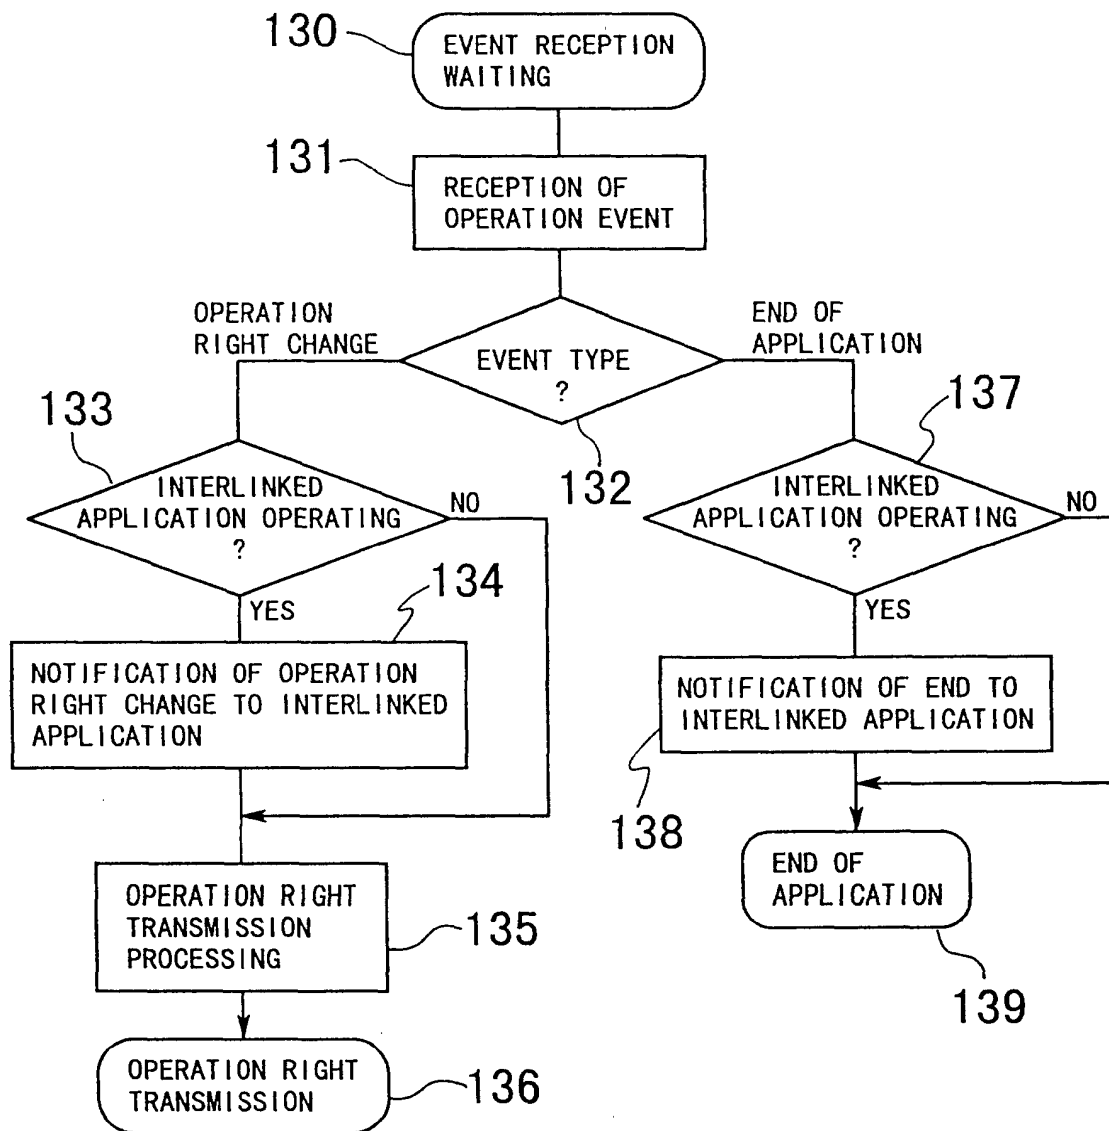 130
EVENT RECEPTION
WAITING
131
RECEPTION OF
OPERATION EVENT
OPERATION
RIGHT CHANGE
EVENT TYPE
?
END OF
APPLICATION
132
133
INTERLINKED
APPLICATION OPERATING
?
NO
YES
137
INTERLINKED
APPLICATION OPERATING
?
NO
YES
134
NOTIFICATION OF OPERATION
RIGHT CHANGE TO INTERLINKED
APPLICATION
NOTIFICATION OF END TO
INTERLINKED APPLICATION
138
OPERATION RIGHT
TRANSMISSION
PROCESSING
135
END OF
APPLICATION
139
OPERATION RIGHT
TRANSMISSION
136